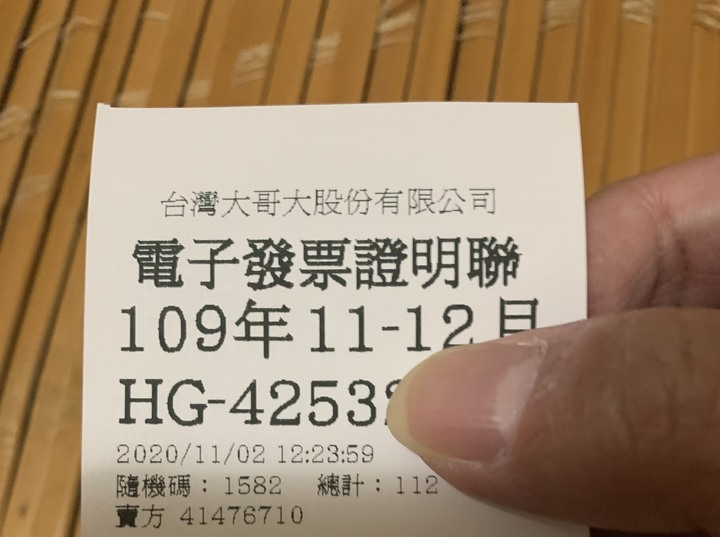 台灣大哥大股份有限公司
電子發票證明聯
109年11-12月
HG-4253
2020/11/02 12:23:59
隨機碼：1582 總計：112
賣方 41476710